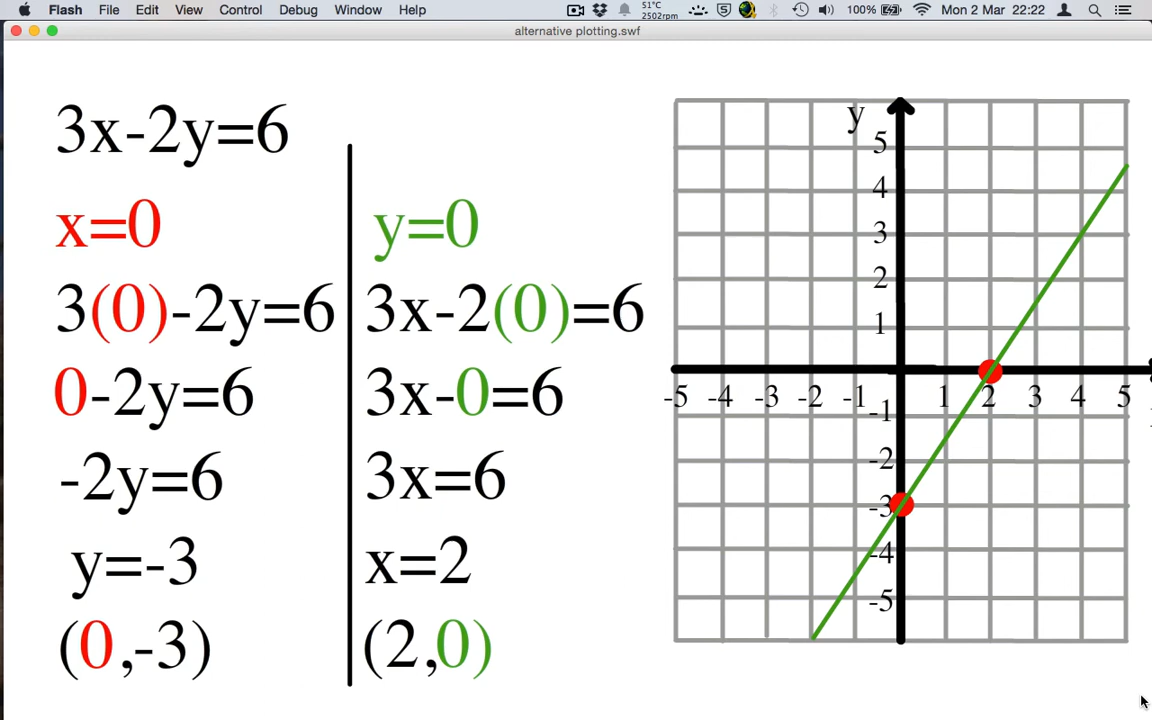 Flash File Edit View Control Debug Window Help 51°C 2502rpm 5 100% Mon 2 Mar 22:22
alternative plotting.swf
3x-2y=6
x=0
3(0)-2y=6
0-2y=6
-2y=6
y=-3
(0,-3)
y=0
3x-2(0)=6
3x-0=6
3x=6
x=2
(2,0)
y
5
4
3
2
1
-5 -4 -3 -2 -1 1 2 3 4 5
-1
-2
-3
-4
-5